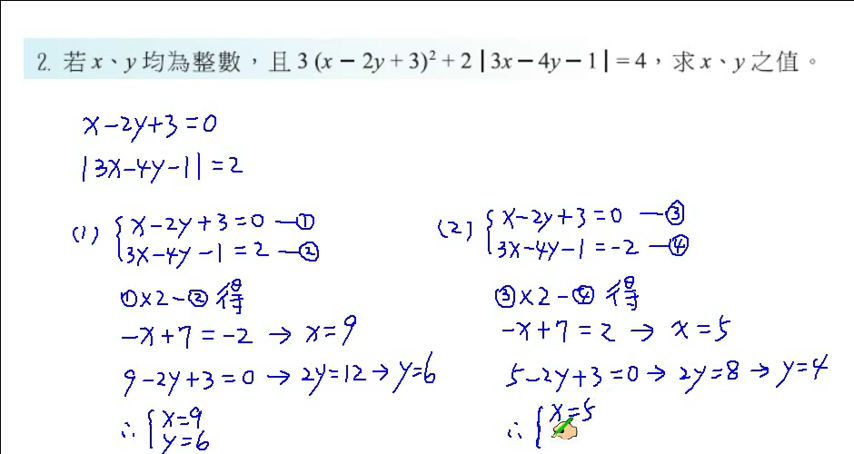 2. 若 x、y 均為整數，且 3 (x − 2y + 3)² + 2 | 3x − 4y − 1 | = 4，求 x、y 之值。
x−2y+3=0
|3x−4y−1|=2
(1) { x−2y+3=0 —① (2) { x−2y+3=0 —③
3x−4y−1=2 —② 3x−4y−1=−2 —④
①×2−②得 ③×2−④得
−x+7=−2 → x=9 −x+7=2 → x=5
9−2y+3=0 → 2y=12 → y=6 5−2y+3=0 → 2y=8 → y=4
∴ { x=9 ∴ { x=5
y=6